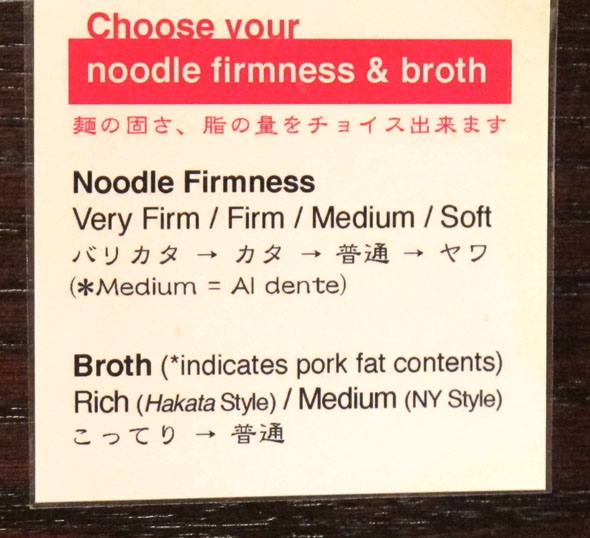 Choose your
noodle firmness & broth
麺の固さ、脂の量をチョイス出来ます
Noodle Firmness
Very Firm / Firm / Medium / Soft
バリカタ → カタ → 普通 → ヤワ
(*Medium = Al dente)
Broth (*indicates pork fat contents)
Rich (Hakata Style) / Medium (NY Style)
こってり → 普通